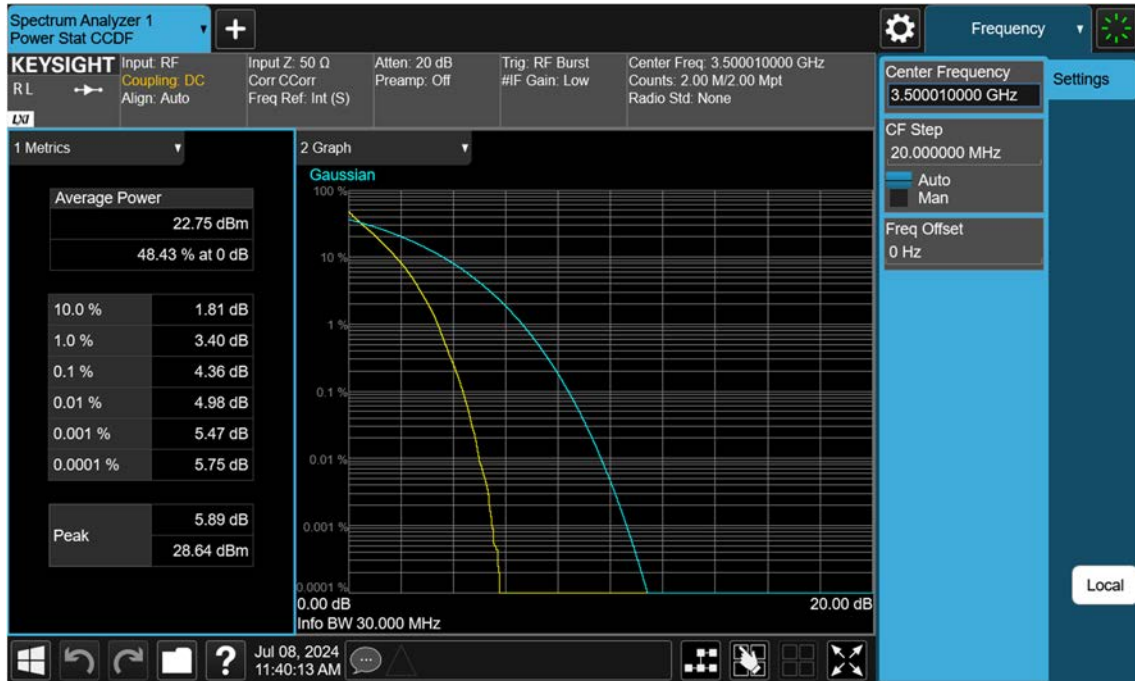 Spectrum Analyzer 1
Power Stat CCDF
Frequency
KEYSIGHT
R L
LXI
Input: RF
Coupling: DC
Align: Auto
Input Z: 50 Ω
Corr CCorr
Freq Ref: Int (S)
Atten: 20 dB
Preamp: Off
Trig: RF Burst
#IF Gain: Low
Center Freq: 3.500010000 GHz
Counts: 2.00 M/2.00 Mpt
Radio Std: None
Center Frequency
3.500010000 GHz
Settings
CF Step
20.000000 MHz
Auto
Man
Freq Offset
0 Hz
1 Metrics
Average Power
22.75 dBm
48.43 % at 0 dB
10.0 % 1.81 dB
1.0 % 3.40 dB
0.1 % 4.36 dB
0.01 % 4.98 dB
0.001 % 5.47 dB
0.0001 % 5.75 dB
Peak 5.89 dB
28.64 dBm
2 Graph
Gaussian
100 %
10 %
1 %
0.1 %
0.01 %
0.001 %
0.0001 %
0.00 dB 20.00 dB
Info BW 30.000 MHz
Local
?
Jul 08, 2024
11:40:13 AM